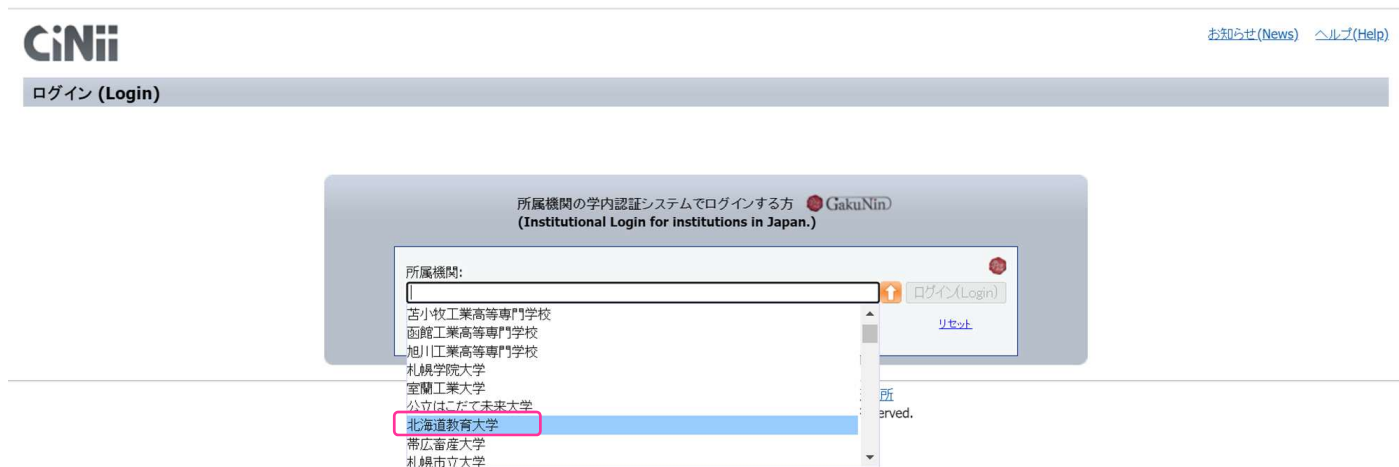 CiNii
お知らせ(News) ヘルプ(Help)
ログイン (Login)
所属機関の学内認証システムでログインする方 GakuNin
(Institutional Login for institutions in Japan.)
所属機関:
ログイン(Login)
苫小牧工業高等専門学校
函館工業高等専門学校
リセット
旭川工業高等専門学校
札幌学院大学
室蘭工業大学
所
公立はこだて未来大学
erved.
北海道教育大学
帯広畜産大学
札幌市立大学